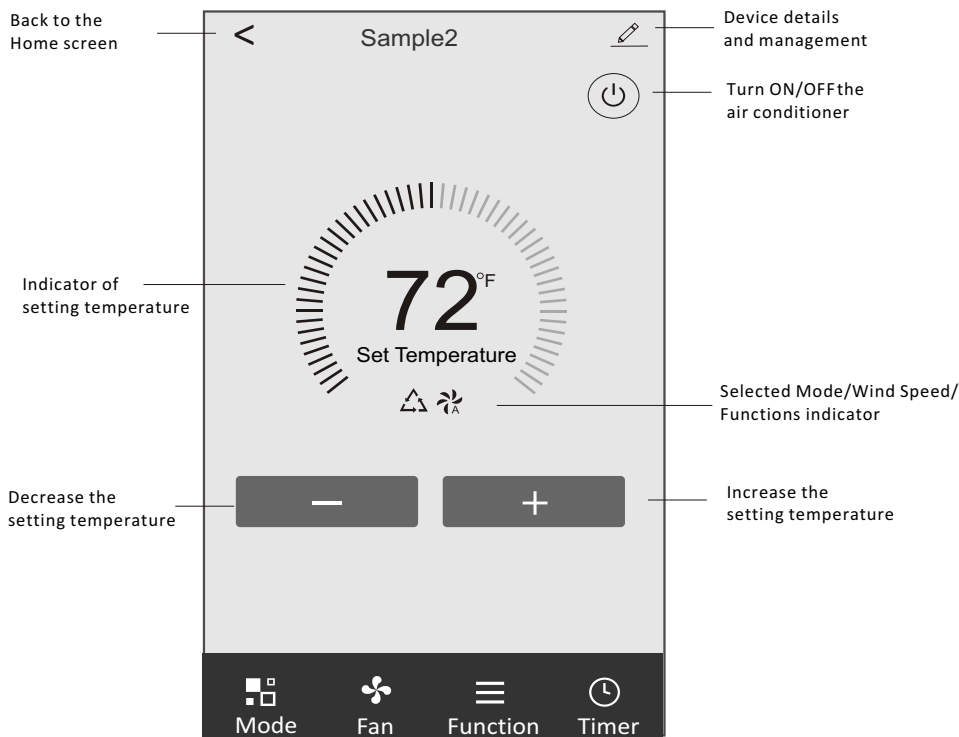 Back to the
Home screen
<
Sample2
Device details
and management
Turn ON/OFF the
air conditioner
Indicator of
setting temperature
72°F
Set Temperature
A
Selected Mode/Wind Speed/
Functions indicator
Decrease the
setting temperature
−
+
Increase the
setting temperature
Mode
Fan
Function
Timer